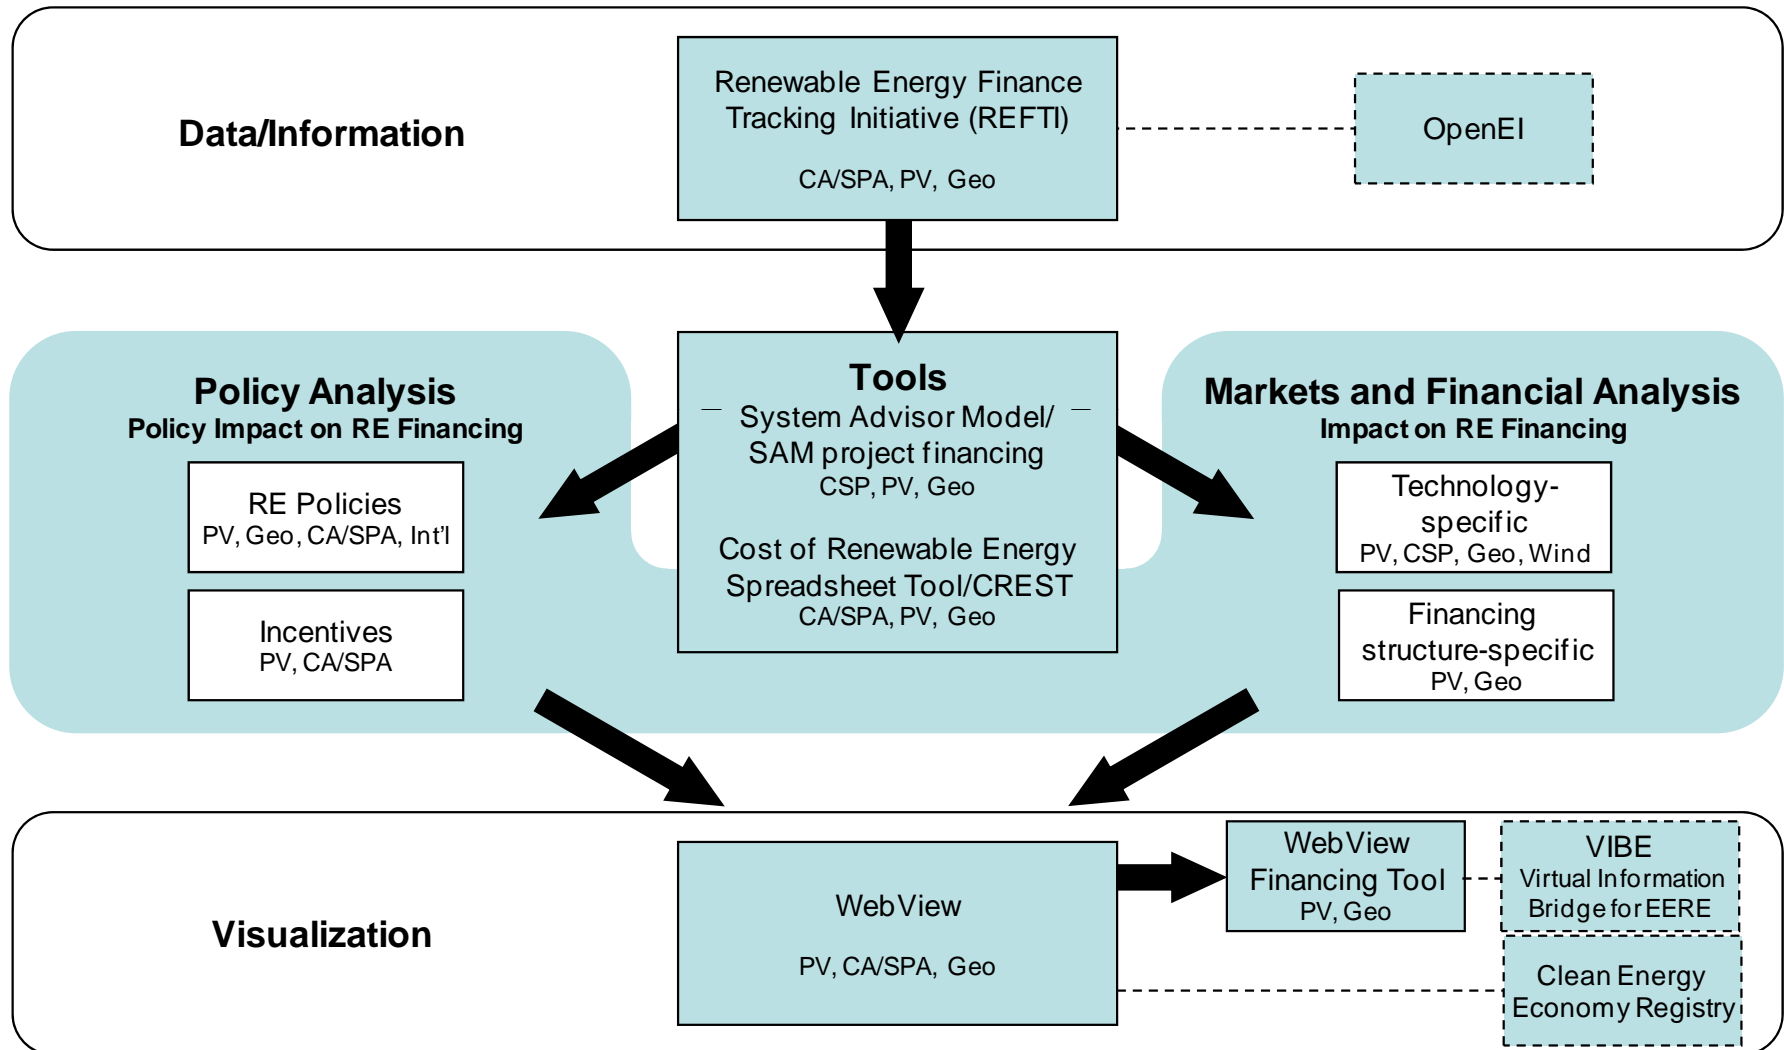 Data/Information
Renewable Energy Finance
Tracking Initiative (REFTI)
CA/SPA, PV, Geo
OpenEI
Policy Analysis
Policy Impact on RE Financing
RE Policies
PV, Geo, CA/SPA, Int'l
Incentives
PV, CA/SPA
Tools
System Advisor Model/
SAM project financing
CSP, PV, Geo
Cost of Renewable Energy
Spreadsheet Tool/CREST
CA/SPA, PV, Geo
Markets and Financial Analysis
Impact on RE Financing
Technology-
specific
PV, CSP, Geo, Wind
Financing
structure-specific
PV, Geo
Visualization
WebView
PV, CA/SPA, Geo
WebView
Financing Tool
PV, Geo
VIBE
Virtual Information
Bridge for EERE
Clean Energy
Economy Registry